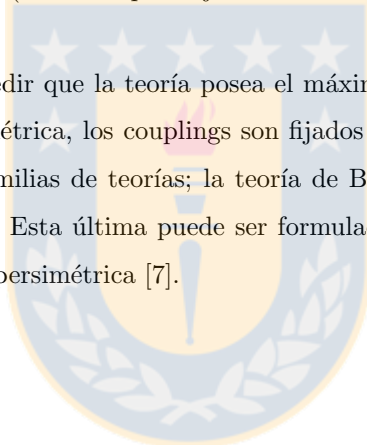 edir que la teoría posea el máxim
étrica, los couplings son fijados
milias de teorías; la teoría de B
Esta última puede ser formula
persimétrica [7].